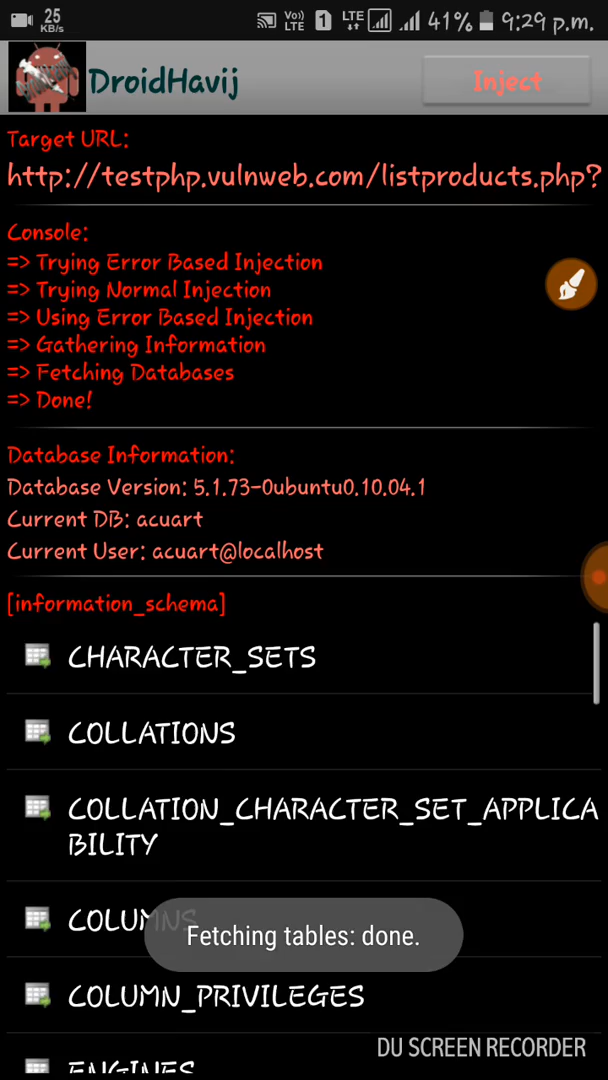 25
KB/s
Vo))
LTE
1
LTE
41%
9:29 p.m.
DroidHavij
Inject
Target URL:
http://testphp.vulnweb.com/listproducts.php?
Console:
=> Trying Error Based Injection
=> Trying Normal Injection
=> Using Error Based Injection
=> Gathering Information
=> Fetching Databases
=> Done!
Database Information:
Database Version: 5.1.73-0ubuntu0.10.04.1
Current DB: acuart
Current User: acuart@localhost
[information_schema]
CHARACTER_SETS
COLLATIONS
COLLATION_CHARACTER_SET_APPLICA
BILITY
COLUMNS
Fetching tables: done.
COLUMN_PRIVILEGES
DU SCREEN RECORDER
ENGINES